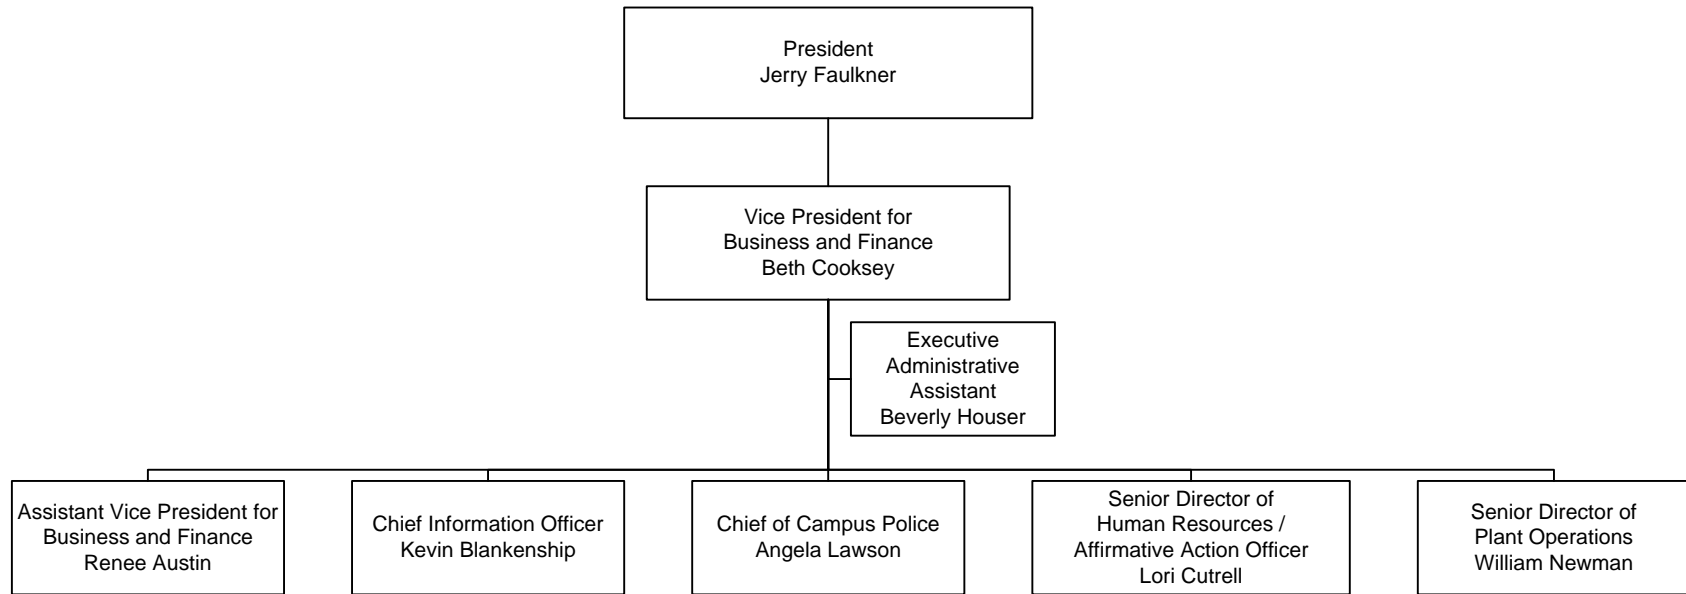 President
Jerry Faulkner
Vice President for
Business and Finance
Beth Cooksey
Executive
Administrative
Assistant
Beverly Houser
Assistant Vice President for
Business and Finance
Renee Austin
Chief Information Officer
Kevin Blankenship
Chief of Campus Police
Angela Lawson
Senior Director of
Human Resources /
Affirmative Action Officer
Lori Cutrell
Senior Director of
Plant Operations
William Newman